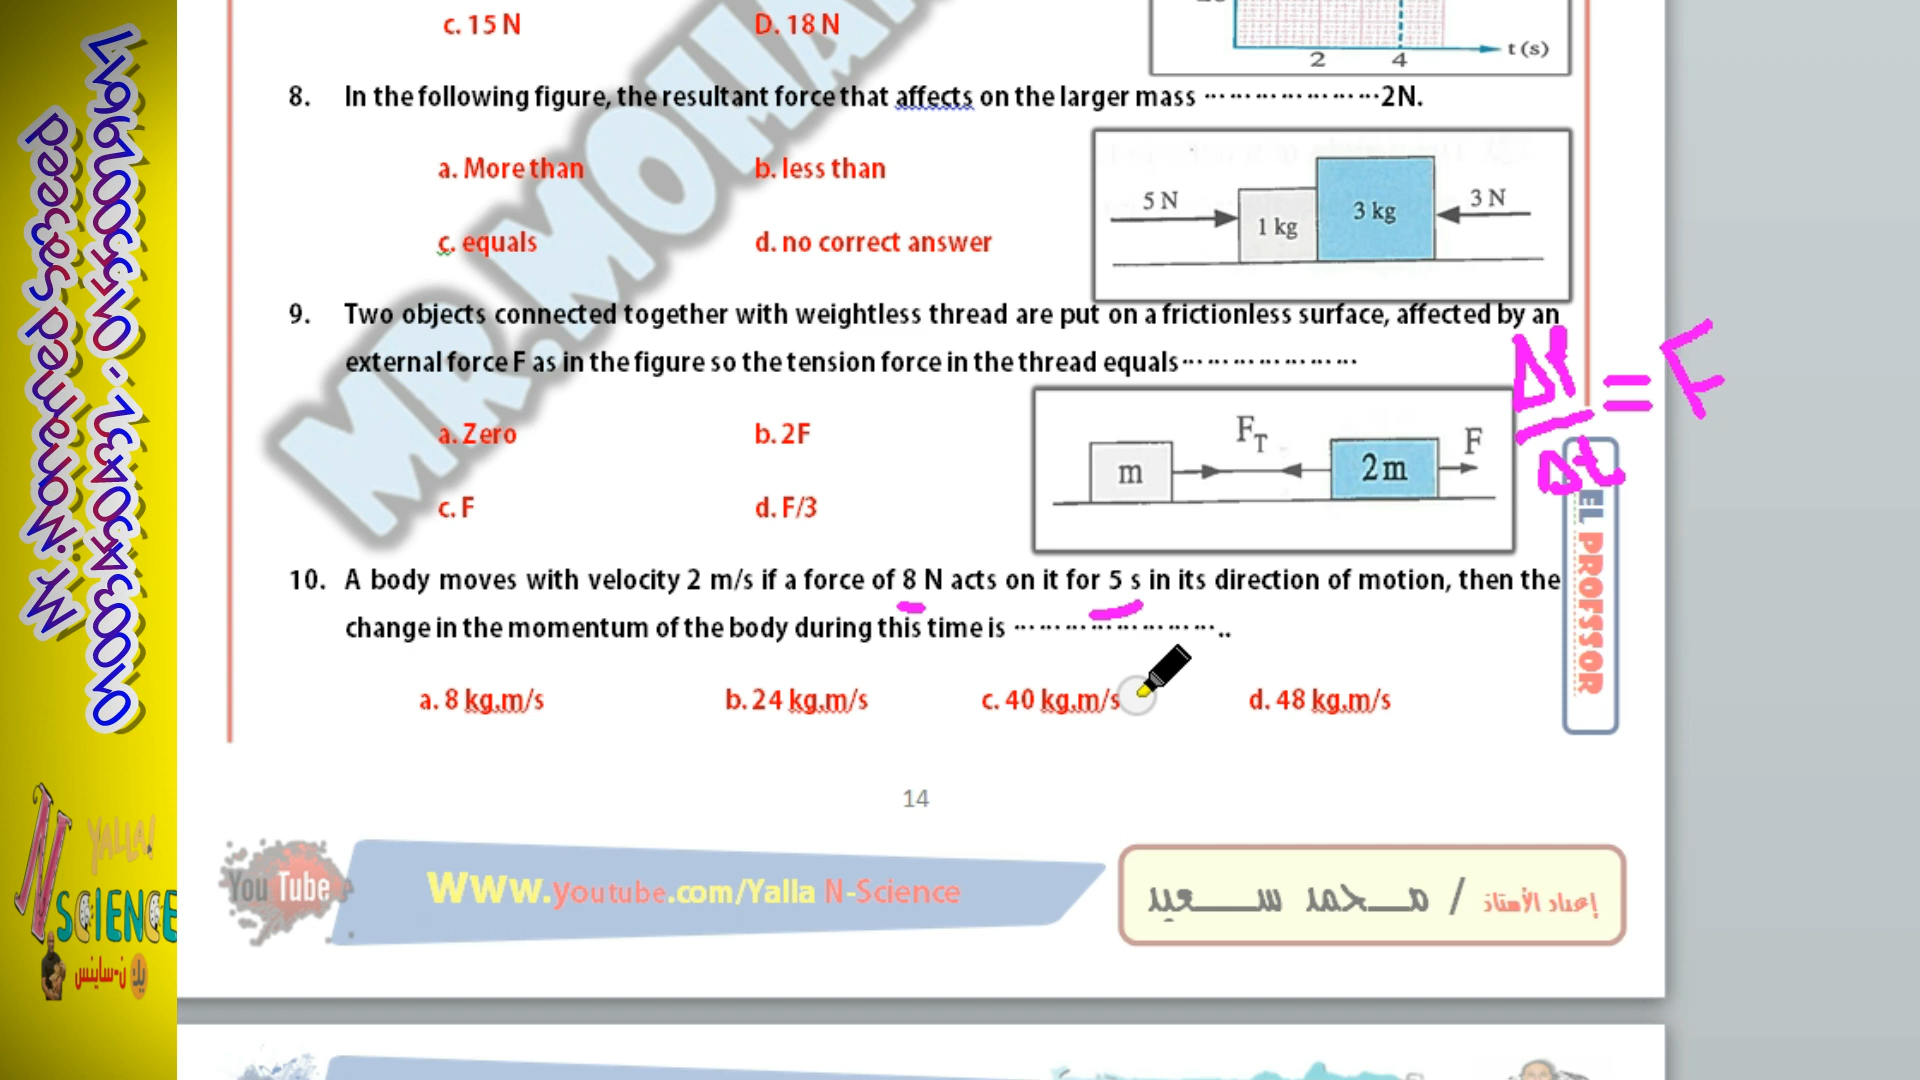 c. 15 N
D. 18 N
2
4
t (s)
8. In the following figure, the resultant force that affects on the larger mass ………………2N.
a. More than
b. less than
c. equals
d. no correct answer
5 N
1 kg
3 kg
3 N
9. Two objects connected together with weightless thread are put on a frictionless surface, affected by an
external force F as in the figure so the tension force in the thread equals………………
a. Zero
b. 2F
c. F
d. F/3
m
F_T
2m
F
= F
Δt
10. A body moves with velocity 2 m/s if a force of 8 N acts on it for 5 s in its direction of motion, then the
change in the momentum of the body during this time is …………………..
a. 8 kg.m/s
b. 24 kg.m/s
c. 40 kg.m/s
d. 48 kg.m/s
EL PROFSSOR
14
You Tube
Www.youtube.com/Yalla N-Science
إعداد الأستاذ / محمد سعيد
Mr.Mohamed Saeed
YALLA!
N SCIENCE
ن-ساينس